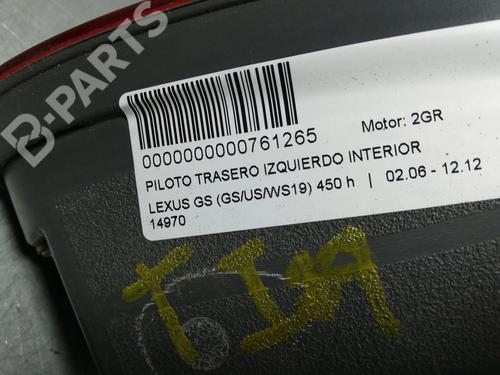 B-PARTS
0000000000761265
Motor: 2GR
PILOTO TRASERO IZQUIERDO INTERIOR
LEXUS GS (GS/US/WS19) 450 h | 02.06 - 12.12
14970